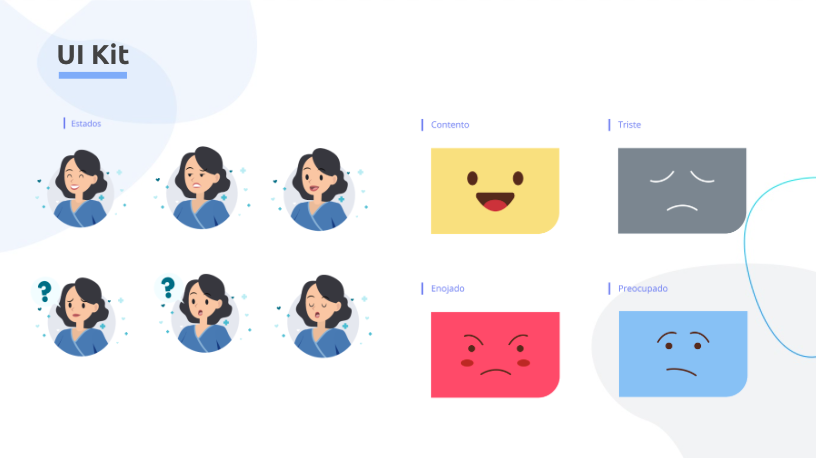 UI Kit
Estados
Contento
Triste
?
?
Enojado
Preocupado